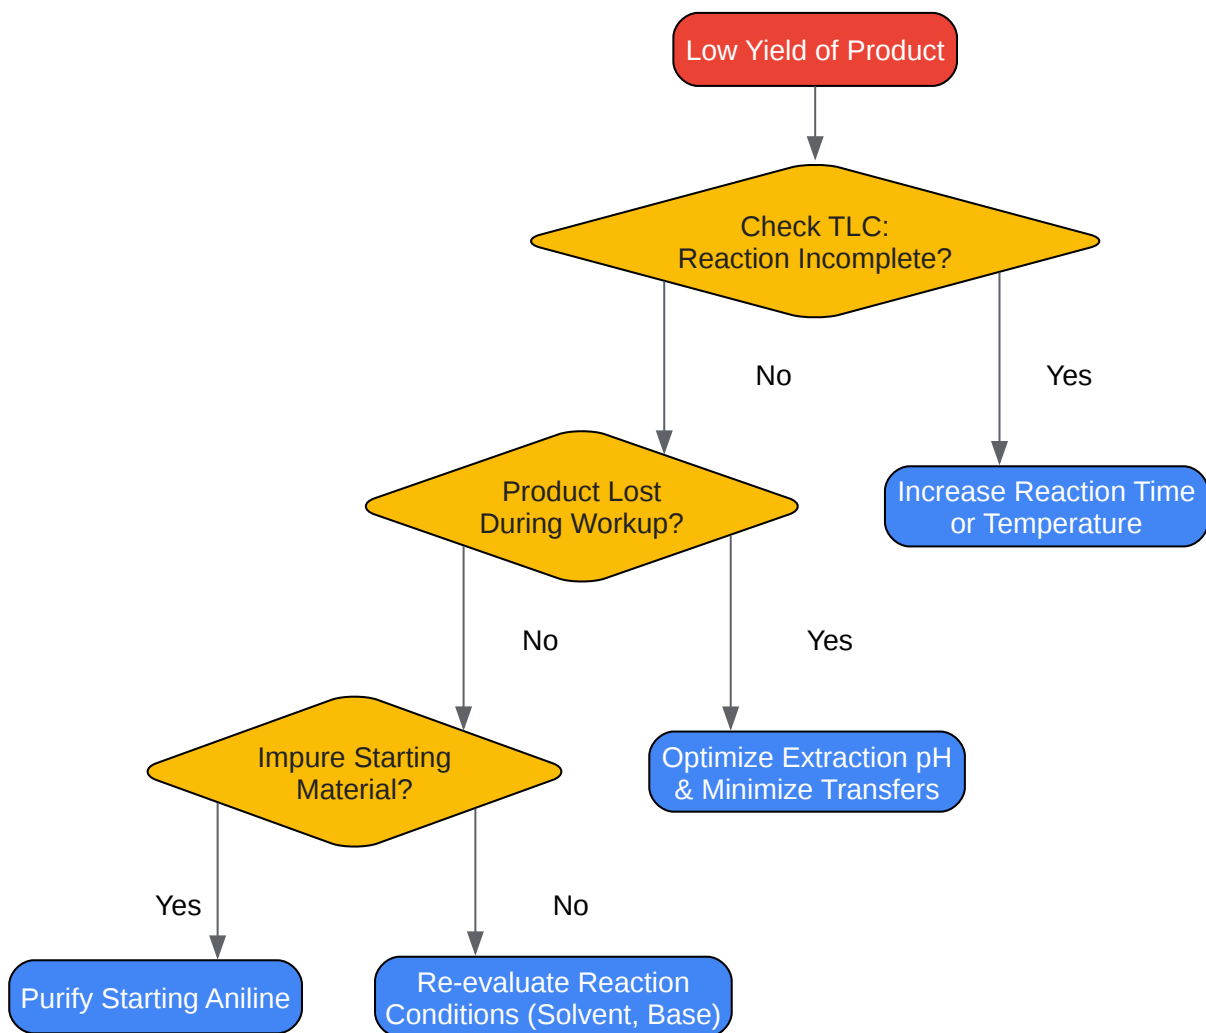 Low Yield of Product
Check TLC:
Reaction Incomplete?
No
Yes
Product Lost
During Workup?
Increase Reaction Time
or Temperature
No
Yes
Impure Starting
Material?
Optimize Extraction pH
& Minimize Transfers
Yes
No
Purify Starting Aniline
Re-evaluate Reaction
Conditions (Solvent, Base)